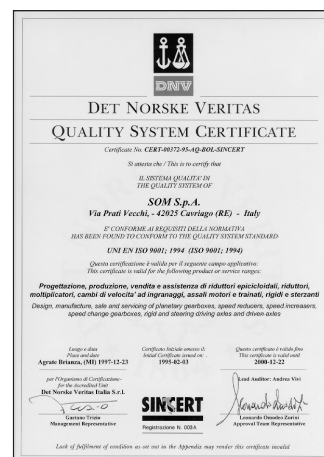 DNV
DET NORSKE VERITAS
QUALITY SYSTEM CERTIFICATE
Certificate No. CERT-00372-95-AQ-BOL-SINCERT
Si attesta che / This is to certify that
IL SISTEMA QUALITA' DI
THE QUALITY SYSTEM OF
SOM S.p.A.
Via Prati Vecchi, - 42025 Cavriago (RE) - Italy
E' CONFORME AI REQUISITI DELLA NORMATIVA
HAS BEEN FOUND TO CONFORM TO THE QUALITY SYSTEM STANDARD
UNI EN ISO 9001; 1994 (ISO 9001; 1994)
Questa certificazione è valida per il seguente campo applicativo:
This certificate is valid for the following product or service ranges:
Progettazione, produzione, vendita e assistenza di riduttori epicicloidali, riduttori,
moltiplicatori, cambi di velocita' ad ingranaggi, assali motori e trainati, rigidi e sterzanti
Design, manufacture, sale and servicing of planetary gearboxes, speed reducers, speed increasers,
speed change gearboxes, rigid and steering driving axles and driven axles
Luogo e data
Place and date
Agrate Brianza, (MI) 1997-12-23
Certificato Iniziale emesso il:
Initial Certificate issued on:
1995-02-03
Questo certificato è valido fino
This certificate is valid until
2000-12-22
per l'Organismo di Certificazione
for the Accredited Unit
Det Norske Veritas Italia S.r.l.
Lead Auditor: Andrea Vivi
Gaetano Trizio
Management Representative
SINCERT
Registrazione N. 003A
Leonardo Omodeo Zorini
Approval Team Representative
Lack of fulfilment of condition as set out in the Appendix may render this certificate invalid